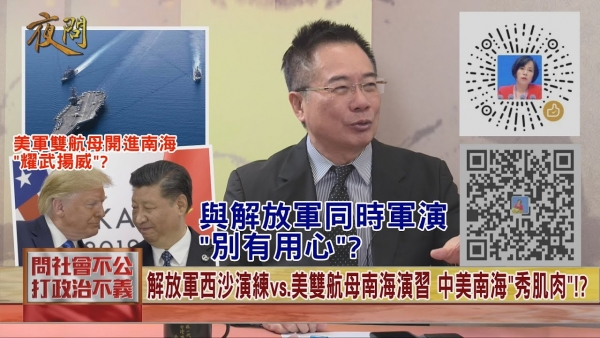 夜問
美軍雙航母開進南海
"耀武揚威"?
KA
2019
與解放軍同時軍演
"別有用心"?
問社會不公
打政治不義
解放軍西沙演練vs.美雙航母南海演習 中美南海"秀肌肉"!?